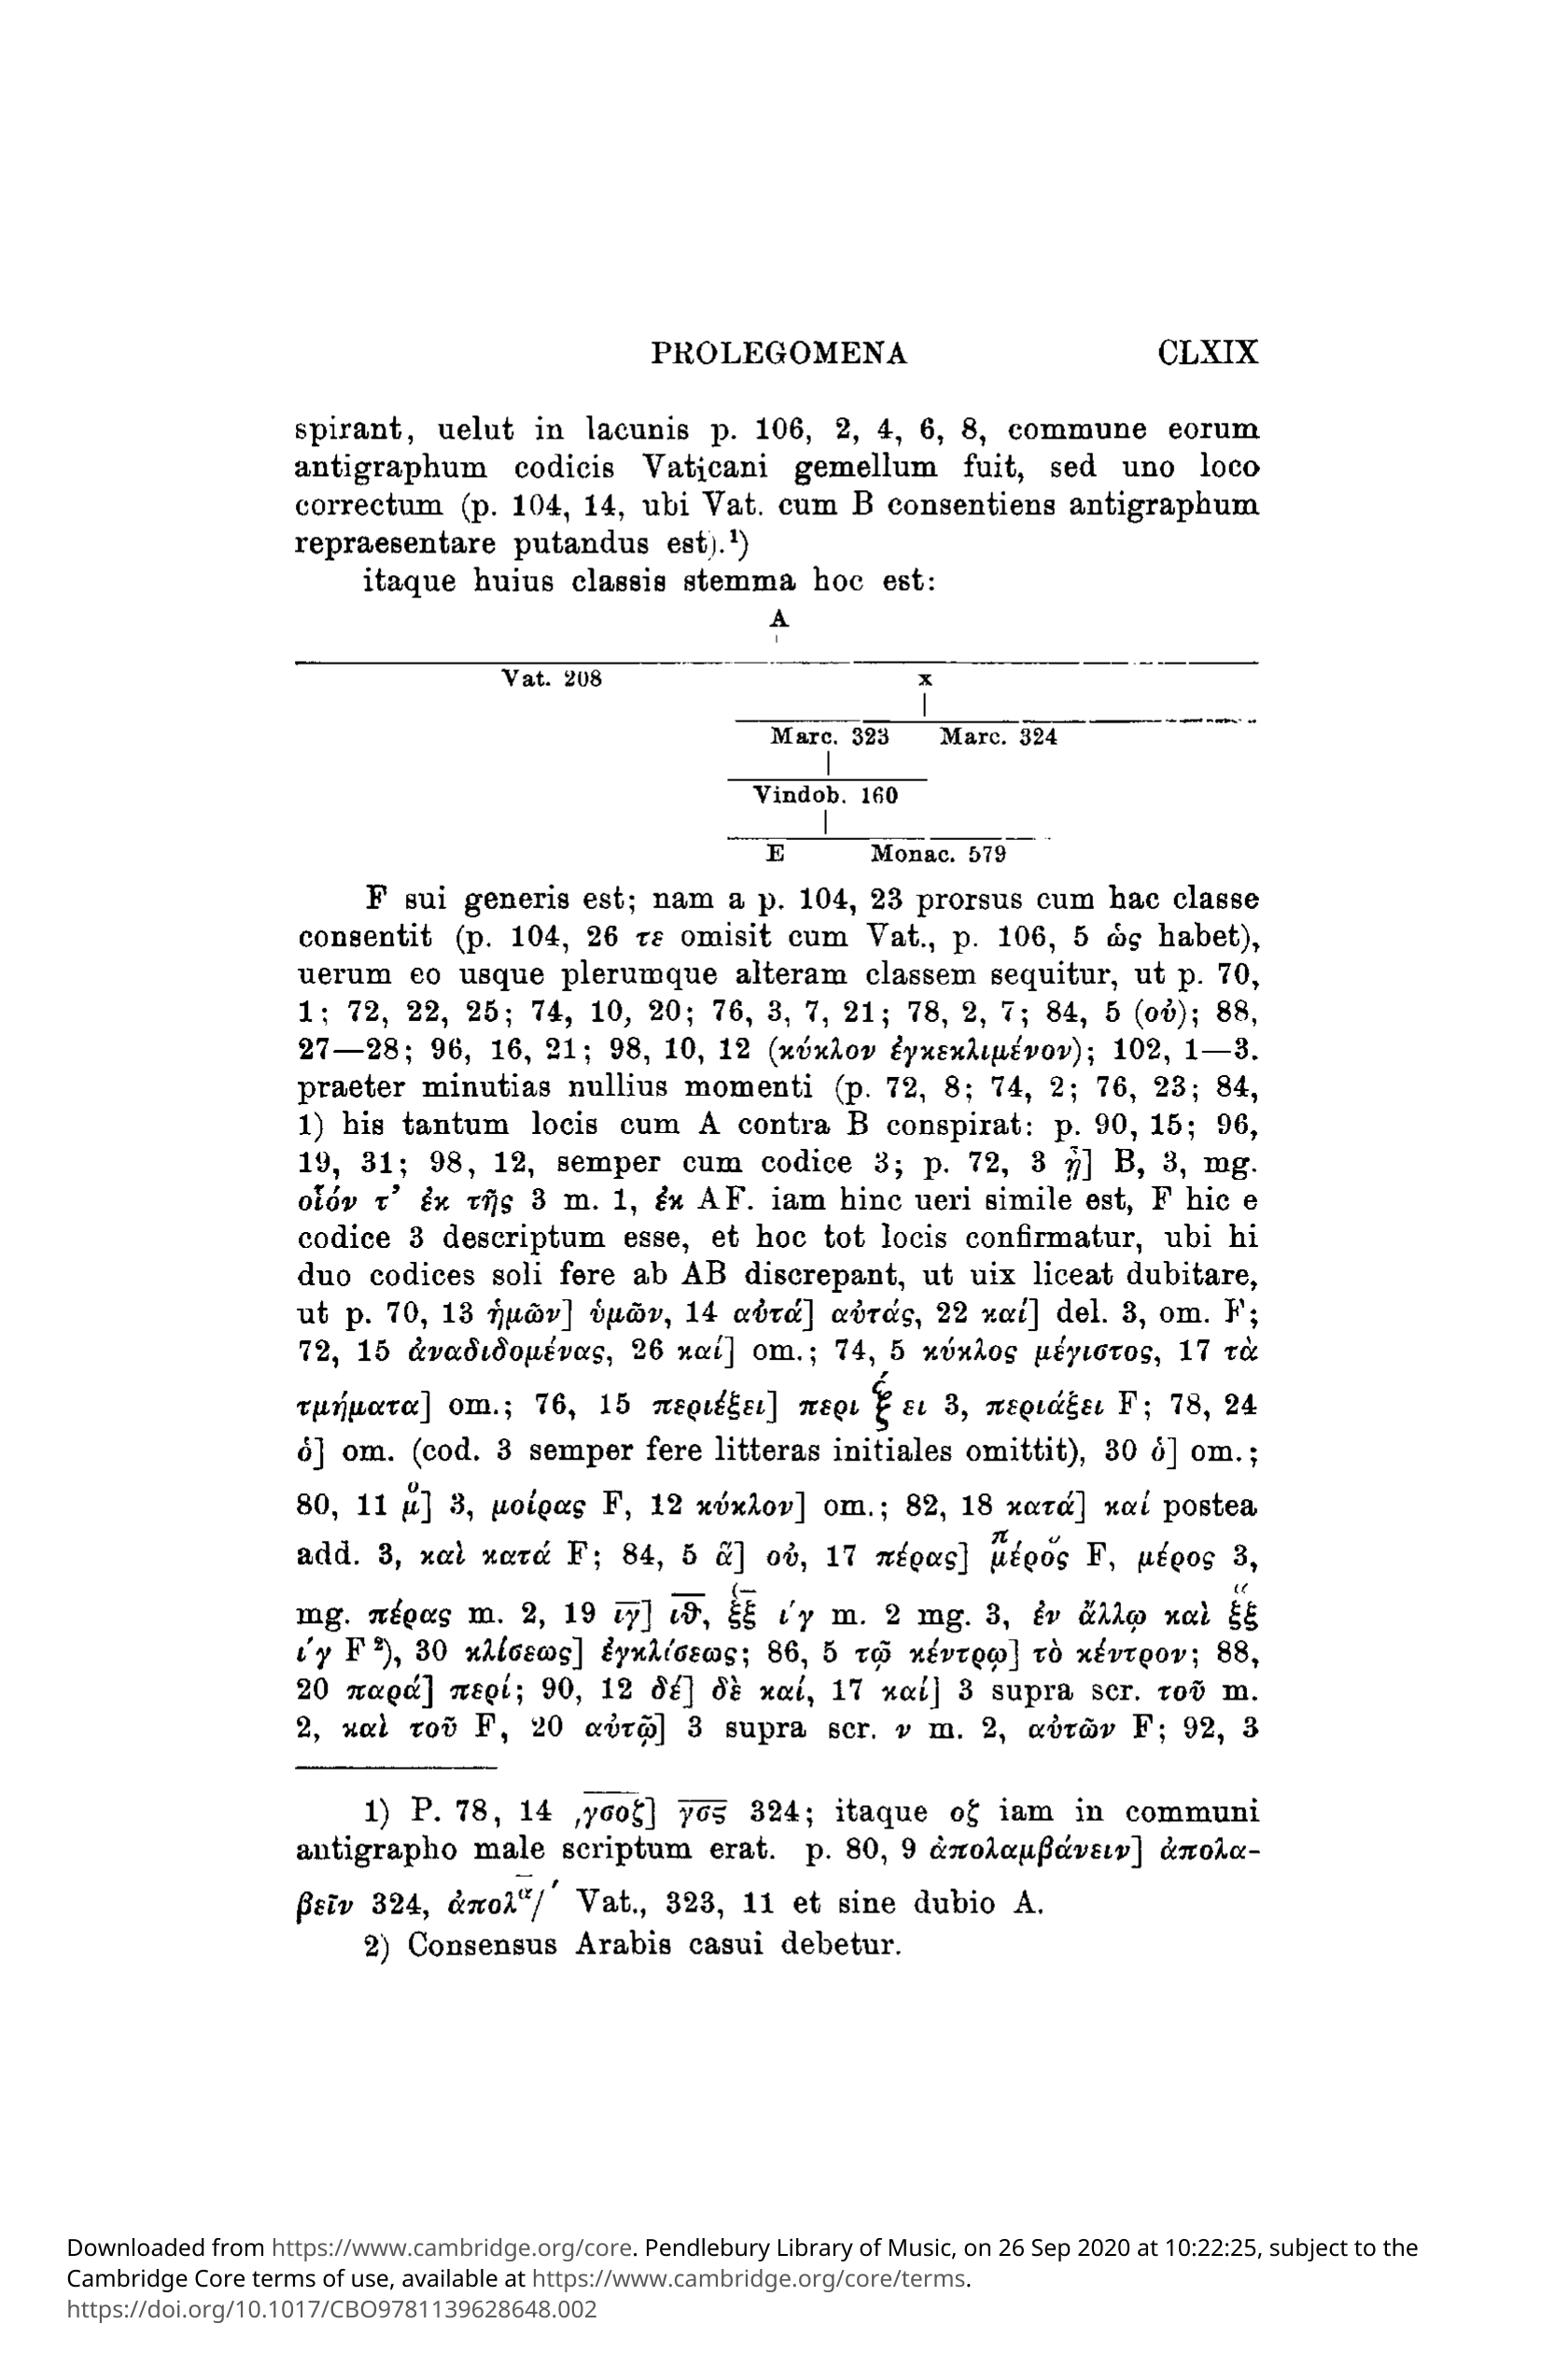 PROLEGOMENA CLXIX
spirant, uelut in lacunis p. 106, 2, 4, 6, 8, commune eorum
antigraphum codicis Vaticani gemellum fuit, sed uno loco
correctum (p. 104, 14, ubi Vat. cum B consentiens antigraphum
repraesentare putandus est).¹)
itaque huius classis stemma hoc est:
A
Vat. 208 x
Marc. 323 Marc. 324
Vindob. 160
E Monac. 579
F sui generis est; nam a p. 104, 23 prorsus cum hac classe
consentit (p. 104, 26 τε omisit cum Vat., p. 106, 5 ὡς habet),
uerum eo usque plerumque alteram classem sequitur, ut p. 70,
1; 72, 22, 25; 74, 10, 20; 76, 3, 7, 21; 78, 2, 7; 84, 5 (οὐ); 88,
27—28; 96, 16, 21; 98, 10, 12 (κύκλον ἐγκεκλιμένον); 102, 1—3.
praeter minutias nullius momenti (p. 72, 8; 74, 2; 76, 23; 84,
1) his tantum locis cum A contra B conspirat: p. 90, 15; 96,
19, 31; 98, 12, semper cum codice 3; p. 72, 3 ᾖ] B, 3, mg.
οἷόν τ’ ἐκ τῆς 3 m. 1, ἐκ AF. iam hinc ueri simile est, F hic e
codice 3 descriptum esse, et hoc tot locis confirmatur, ubi hi
duo codices soli fere ab AB discrepant, ut uix liceat dubitare,
ut p. 70, 13 ἡμῶν] ὑμῶν, 14 αὐτά] αὐτάς, 22 καί] del. 3, om. F;
72, 15 ἀναδιδομένας, 26 καί] om.; 74, 5 κύκλος μέγιστος, 17 τὰ
τμήματα] om.; 76, 15 περιέξει] περι ξ ει 3, περιάξει F; 78, 24
ὁ] om. (cod. 3 semper fere litteras initiales omittit), 30 ὁ] om.;
80, 11 μ̊] 3, μοίρας F, 12 κύκλον] om.; 82, 18 κατά] καί postea
add. 3, καὶ κατά F; 84, 5 ἅ] οὐ, 17 πέρας] μέρος F, μέρος 3,
mg. πέρας m. 2, 19 ι̅γ̅] ι̅θ̅, ξξ ι´γ m. 2 mg. 3, ἐν ἄλλῳ καὶ ξξ
ι´γ F ²), 30 κλίσεως] ἐγκλίσεως; 86, 5 τῷ κέντρῳ] τὸ κέντρον; 88,
20 παρά] περί; 90, 12 δέ] δὲ καί, 17 καί] 3 supra scr. τοῦ m.
2, καὶ τοῦ F, 20 αὐτῷ] 3 supra scr. ν m. 2, αὐτῶν F; 92, 3
1) P. 78, 14 ͵γ̅σ̅ο̅ζ̅] γ̅σ̅ς̅ 324; itaque οζ iam in communi
antigrapho male scriptum erat. p. 80, 9 ἀπολαμβάνειν] ἀπολα-
βεῖν 324, ἀπολᾱ/´ Vat., 323, 11 et sine dubio A.
2) Consensus Arabis casui debetur.
Downloaded from https://www.cambridge.org/core. Pendlebury Library of Music, on 26 Sep 2020 at 10:22:25, subject to the
Cambridge Core terms of use, available at https://www.cambridge.org/core/terms.
https://doi.org/10.1017/CBO9781139628648.002